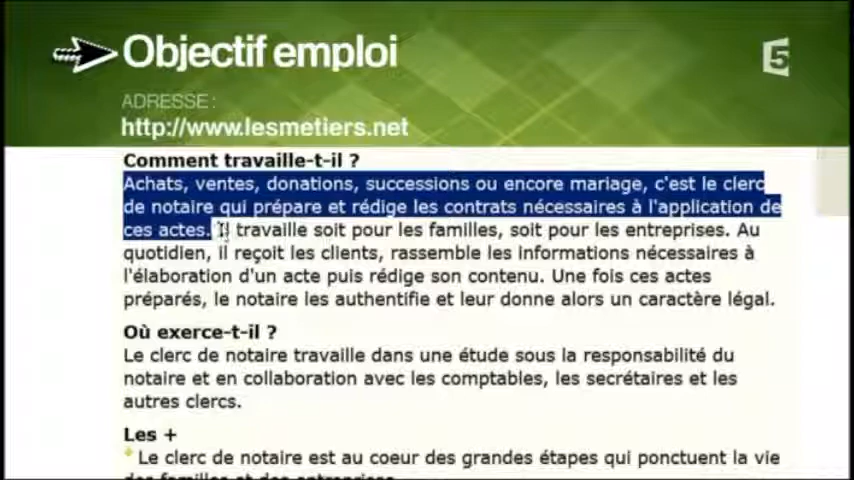 Objectif emploi
5
ADRESSE :
http://www.lesmetiers.net
Comment travaille-t-il ?
Achats, ventes, donations, successions ou encore mariage, c'est le clerc
de notaire qui prépare et rédige les contrats nécessaires à l'application de
ces actes. Il travaille soit pour les familles, soit pour les entreprises. Au
quotidien, il reçoit les clients, rassemble les informations nécessaires à
l'élaboration d'un acte puis rédige son contenu. Une fois ces actes
préparés, le notaire les authentifie et leur donne alors un caractère légal.
Où exerce-t-il ?
Le clerc de notaire travaille dans une étude sous la responsabilité du
notaire et en collaboration avec les comptables, les secrétaires et les
autres clercs.
Les +
Le clerc de notaire est au coeur des grandes étapes qui ponctuent la vie
des familles et des entreprises